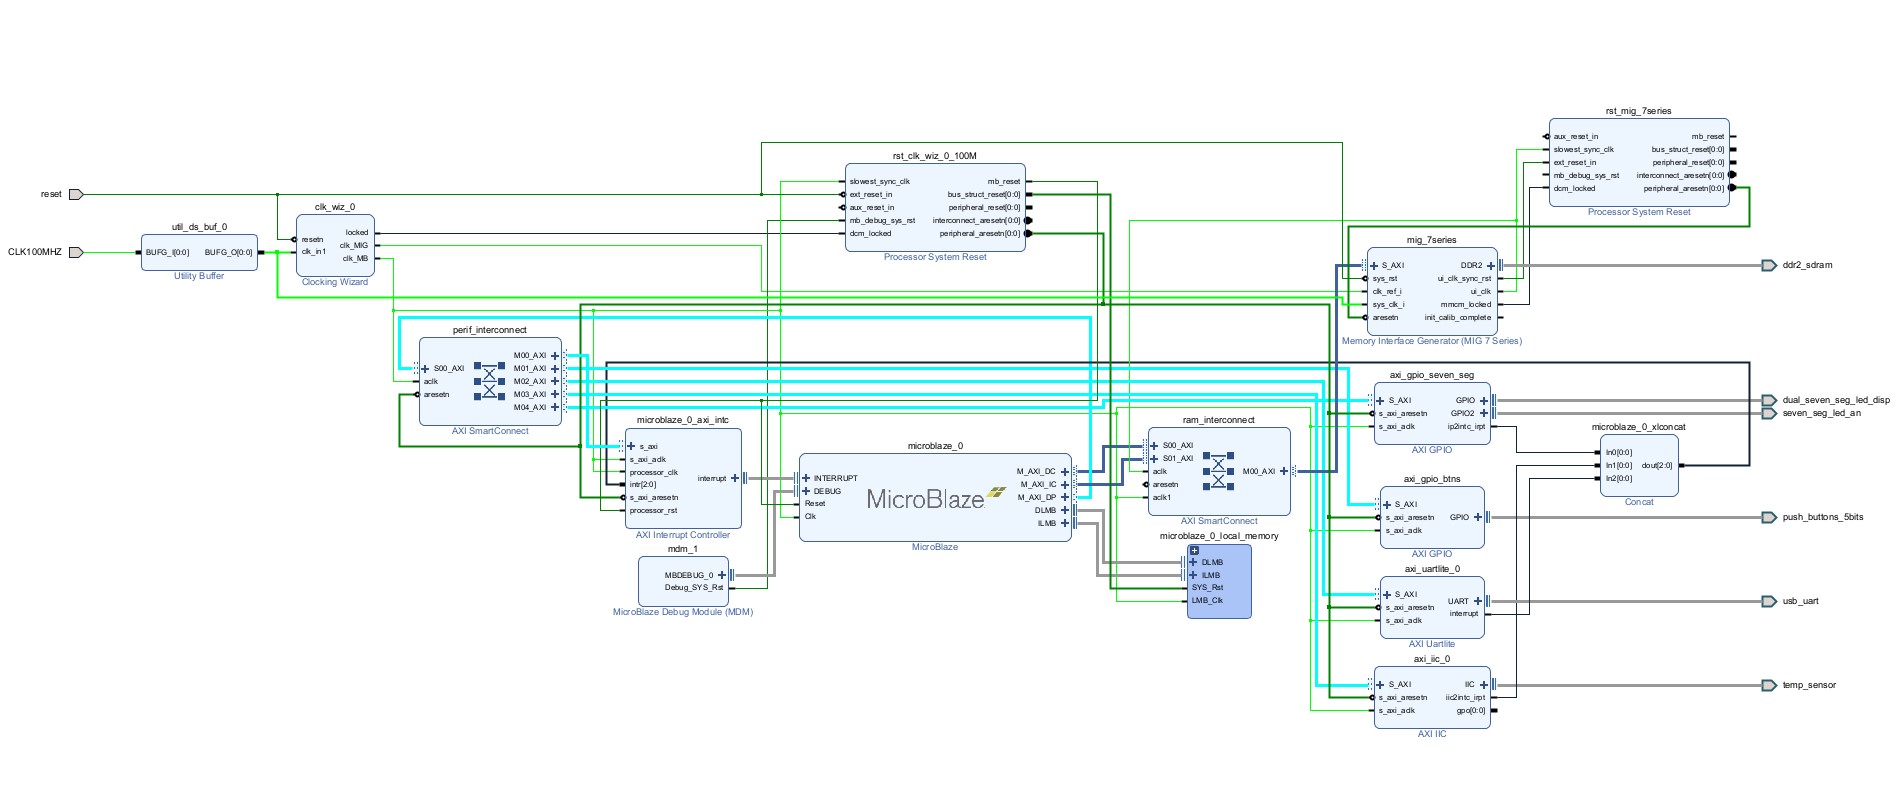 reset
CLK100MHZ
util_ds_buf_0
BUFG_I[0:0]
BUFG_O[0:0]
Utility Buffer
clk_wiz_0
resetn
clk_in1
locked
clk_MIG
clk_MB
Clocking Wizard
rst_clk_wiz_0_100M
slowest_sync_clk
ext_reset_in
aux_reset_in
mb_debug_sys_rst
dcm_locked
mb_reset
bus_struct_reset[0:0]
peripheral_reset[0:0]
interconnect_aresetn[0:0]
peripheral_aresetn[0:0]
Processor System Reset
rst_mig_7series
aux_reset_in
slowest_sync_clk
ext_reset_in
mb_debug_sys_rst
dcm_locked
mb_reset
bus_struct_reset[0:0]
peripheral_reset[0:0]
interconnect_aresetn[0:0]
peripheral_aresetn[0:0]
Processor System Reset
mig_7series
S_AXI
sys_rst
clk_ref_i
sys_clk_i
aresetn
DDR2
ui_clk_sync_rst
ui_clk
mmcm_locked
init_calib_complete
Memory Interface Generator (MIG 7 Series)
ddr2_sdram
perif_interconnect
S00_AXI
aclk
aresetn
M00_AXI
M01_AXI
M02_AXI
M03_AXI
M04_AXI
AXI SmartConnect
microblaze_0_axi_intc
s_axi
s_axi_aclk
processor_clk
intr[2:0]
s_axi_aresetn
processor_rst
interrupt
AXI Interrupt Controller
mdm_1
MBDEBUG_0
Debug_SYS_Rst
MicroBlaze Debug Module (MDM)
microblaze_0
INTERRUPT
DEBUG
Reset
Clk
MicroBlaze
M_AXI_DC
M_AXI_IC
M_AXI_DP
DLMB
ILMB
MicroBlaze
ram_interconnect
S00_AXI
S01_AXI
aclk
aresetn
aclk1
M00_AXI
AXI SmartConnect
microblaze_0_local_memory
DLMB
ILMB
SYS_Rst
LMB_Clk
axi_gpio_seven_seg
S_AXI
s_axi_aresetn
s_axi_aclk
GPIO
GPIO2
ip2intc_irpt
AXI GPIO
dual_seven_seg_led_disp
seven_seg_led_an
microblaze_0_xlconcat
In0[0:0]
In1[0:0]
In2[0:0]
dout[2:0]
Concat
axi_gpio_btns
S_AXI
s_axi_aresetn
s_axi_aclk
GPIO
AXI GPIO
push_buttons_5bits
axi_uartlite_0
S_AXI
s_axi_aresetn
s_axi_aclk
UART
interrupt
AXI Uartlite
usb_uart
axi_iic_0
S_AXI
s_axi_aresetn
s_axi_aclk
IIC
iic2intc_irpt
gpo[0:0]
AXI IIC
temp_sensor